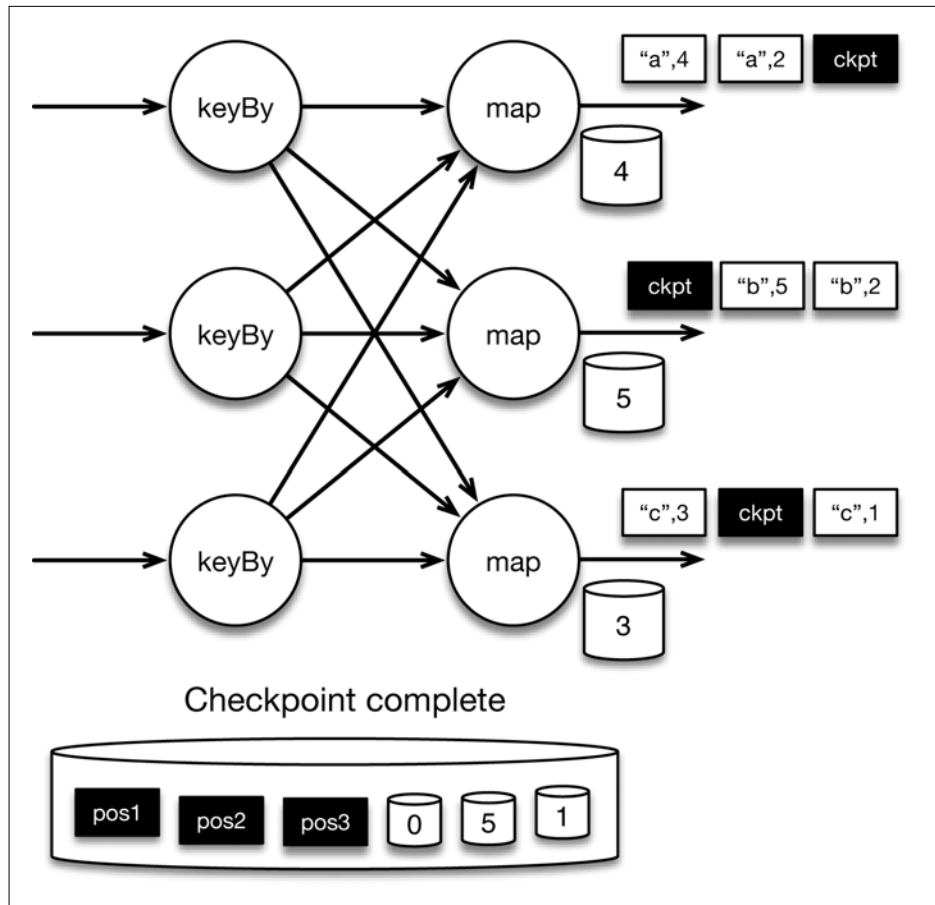 “a”,4 “a”,2 ckpt
keyBy map
4
ckpt “b”,5 “b”,2
keyBy map
5
“c”,3 ckpt “c”,1
keyBy map
3
Checkpoint complete
pos1 pos2 pos3 0 5 1